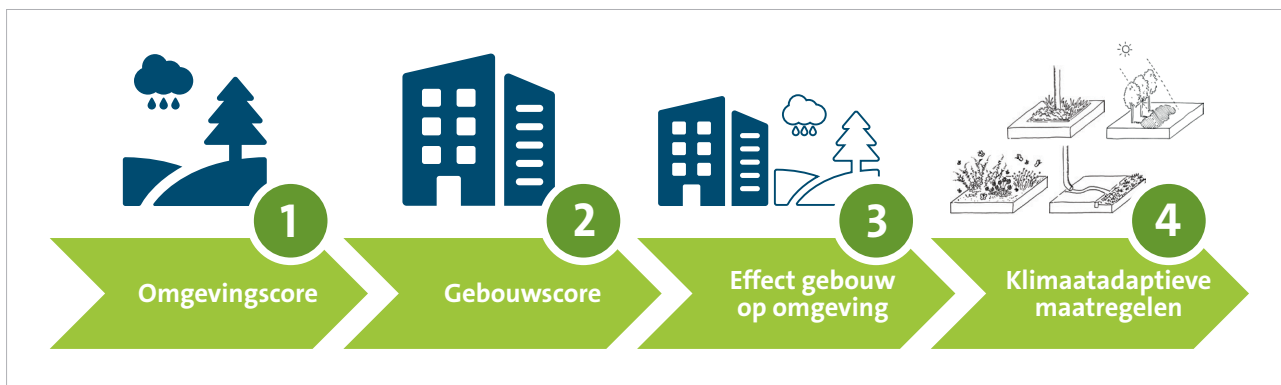 1
Omgevingscore
2
Gebouwscore
3
Effect gebouw
op omgeving
4
Klimaatadaptieve
maatregelen